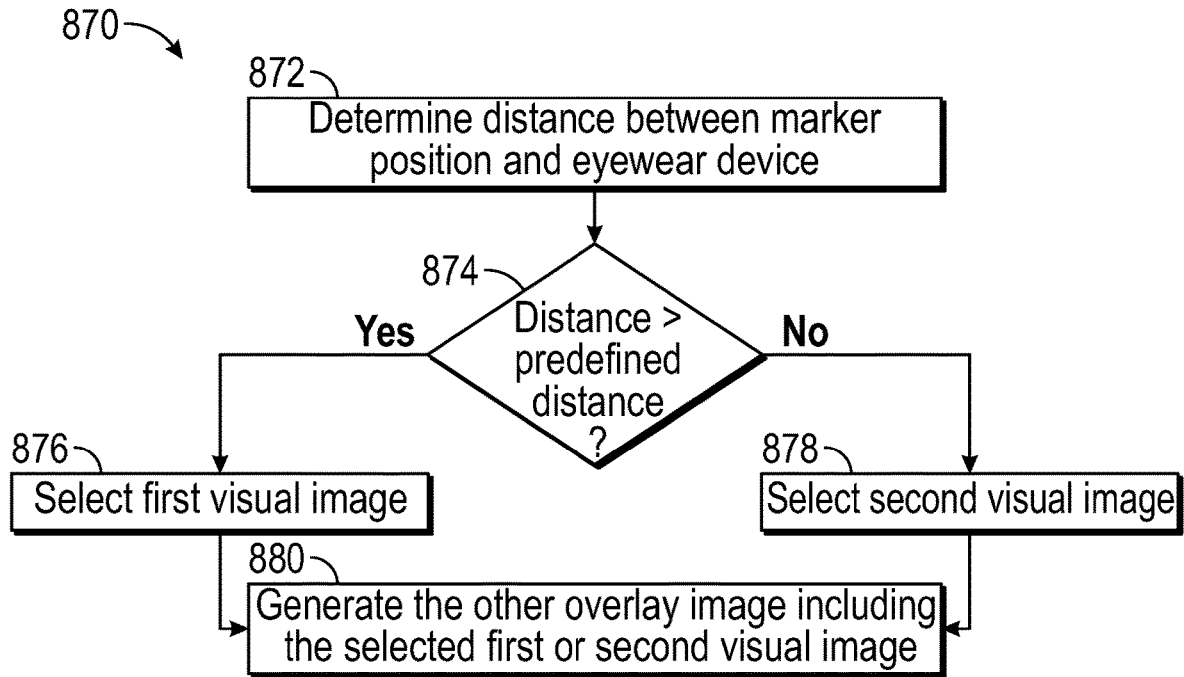 870
872
Determine distance between marker
position and eyewear device
874
Yes
Distance >
predefined
distance
?
No
876
Select first visual image
878
Select second visual image
880
Generate the other overlay image including
the selected first or second visual image